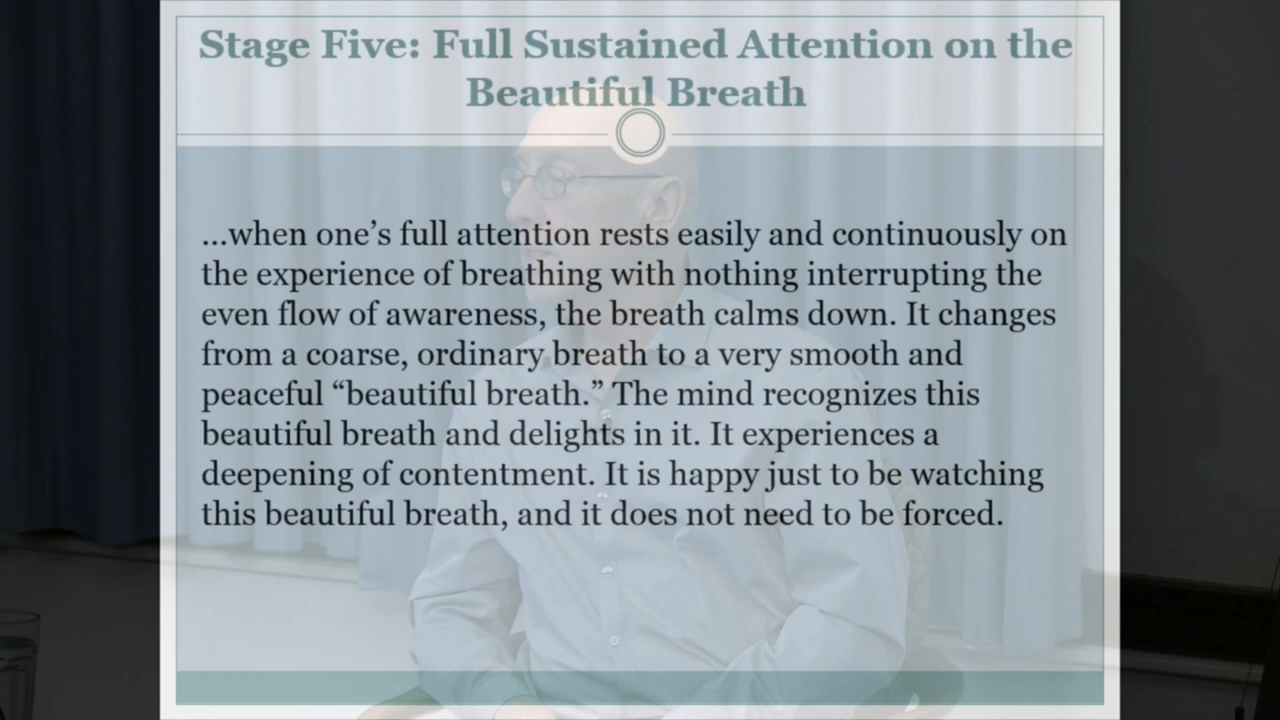 Stage Five: Full Sustained Attention on the
Beautiful Breath
...when one's full attention rests easily and continuously on
the experience of breathing with nothing interrupting the
even flow of awareness, the breath calms down. It changes
from a coarse, ordinary breath to a very smooth and
peaceful “beautiful breath.” The mind recognizes this
beautiful breath and delights in it. It experiences a
deepening of contentment. It is happy just to be watching
this beautiful breath, and it does not need to be forced.